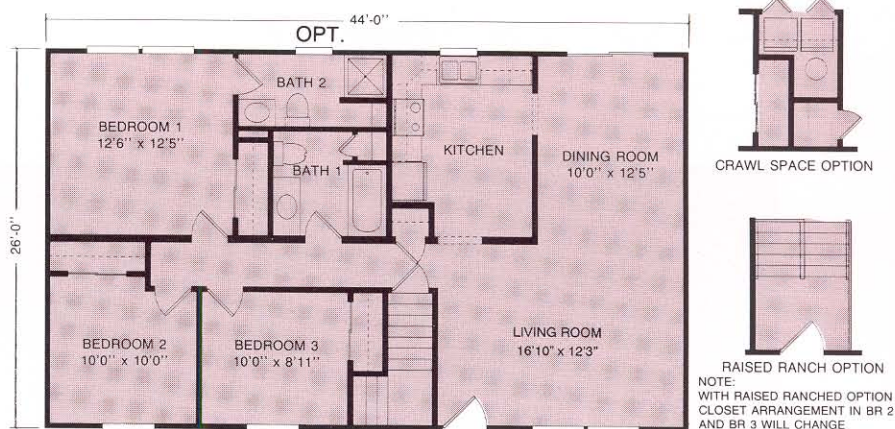 44'-0"
OPT.
26'-0"
BATH 2
BEDROOM 1
12'6" x 12'5"
BATH 1
KITCHEN
DINING ROOM
10'0" x 12'5"
BEDROOM 2
10'0" x 10'0"
BEDROOM 3
10'0" x 8'11"
LIVING ROOM
16'10" x 12'3"
CRAWL SPACE OPTION
RAISED RANCH OPTION
NOTE:
WITH RAISED RANCHED OPTION
CLOSET ARRANGEMENT IN BR 2
AND BR 3 WILL CHANGE